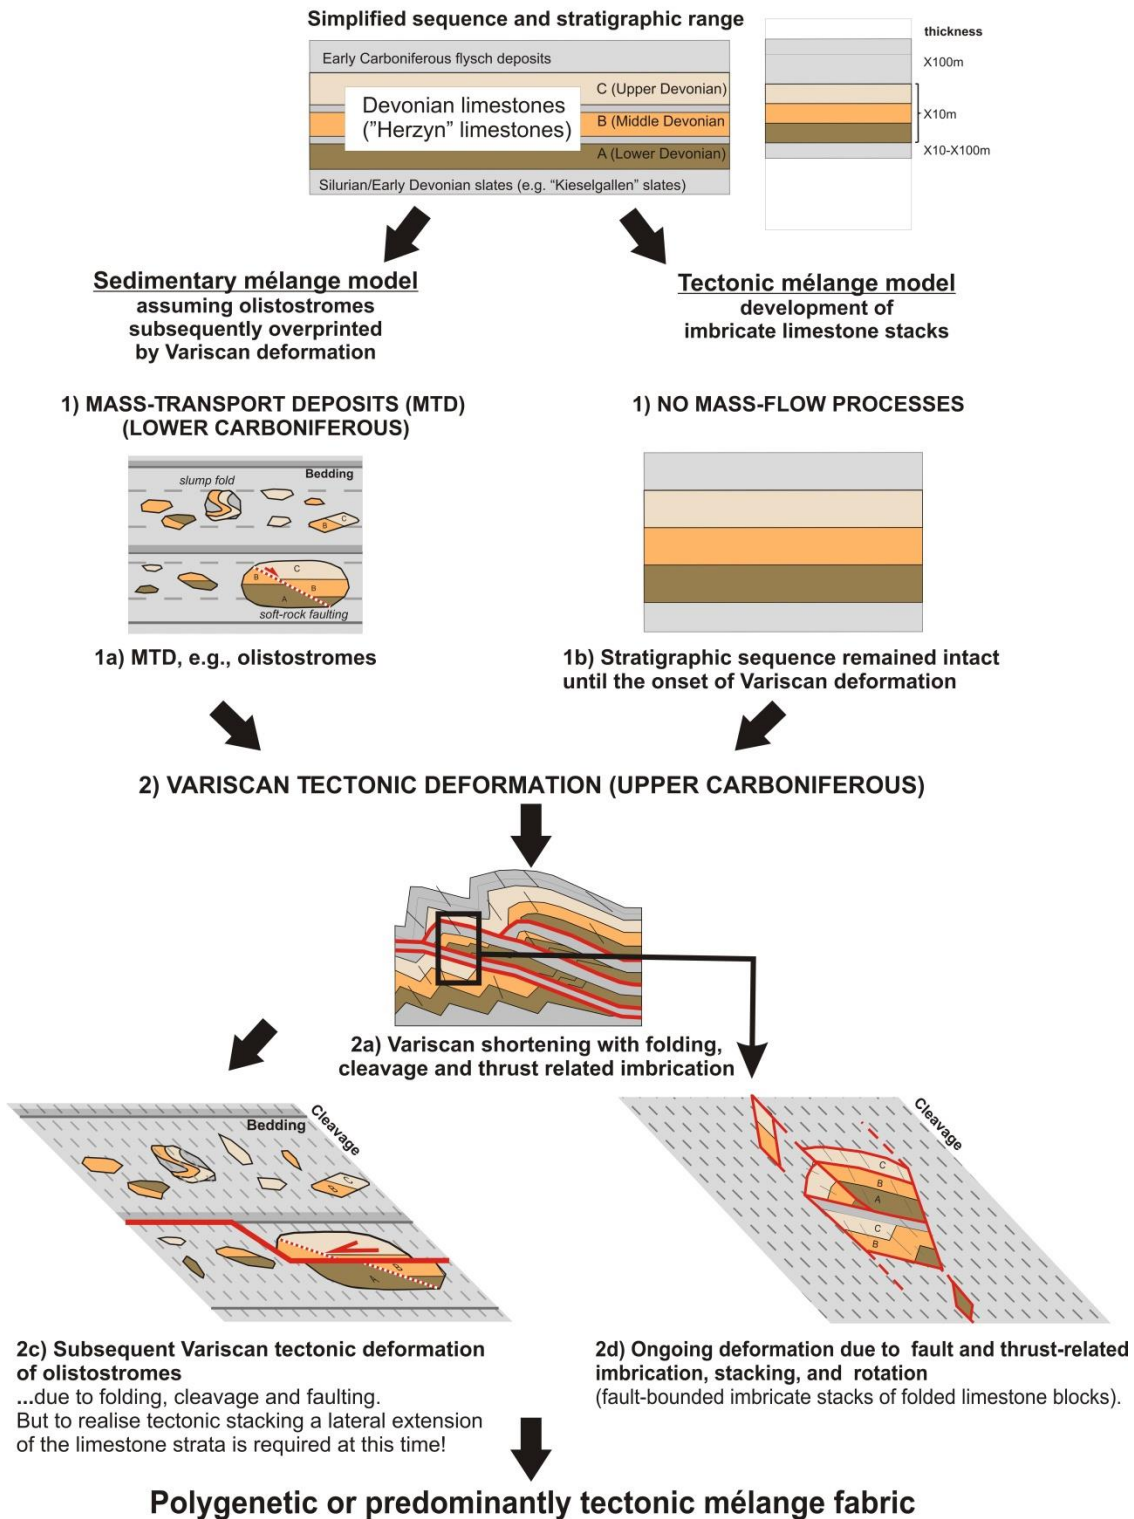 Simplified sequence and stratigraphic range
thickness
Early Carboniferous flysch deposits
X100m
C (Upper Devonian)
Devonian limestones
("Herzyn" limestones)
B (Middle Devonian
X10m
A (Lower Devonian)
X10-X100m
Silurian/Early Devonian slates (e.g. "Kieselgallen" slates)
Sedimentary mélange model
assuming olistostromes
subsequently overprinted
by Variscan deformation
Tectonic mélange model
development of
imbricate limestone stacks
1) MASS-TRANSPORT DEPOSITS (MTD)
(LOWER CARBONIFEROUS)
1) NO MASS-FLOW PROCESSES
Bedding
slump fold
C
B
C
B
B
A
soft-rock faulting
1a) MTD, e.g., olistostromes
1b) Stratigraphic sequence remained intact
until the onset of Variscan deformation
2) VARISCAN TECTONIC DEFORMATION (UPPER CARBONIFEROUS)
2a) Variscan shortening with folding,
cleavage and thrust related imbrication
Bedding
Cleavage
C
B
B
A
Cleavage
C
B
A
C
B
2c) Subsequent Variscan tectonic deformation
of olistostromes
...due to folding, cleavage and faulting.
But to realise tectonic stacking a lateral extension
of the limestone strata is required at this time!
2d) Ongoing deformation due to fault and thrust-related
imbrication, stacking, and rotation
(fault-bounded imbricate stacks of folded limestone blocks).
Polygenetic or predominantly tectonic mélange fabric